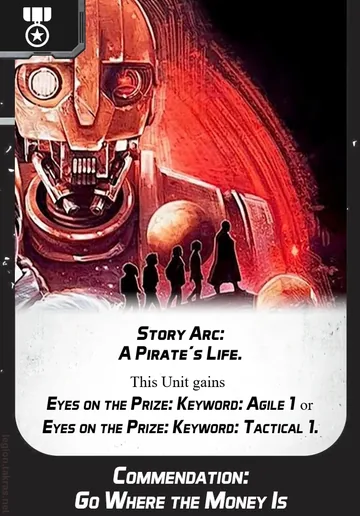 Story Arc:
A Pirate´s Life.
This Unit gains
Eyes on the Prize: Keyword: Agile 1 or
Eyes on the Prize: Keyword: Tactical 1.
Commendation:
Go Where the Money Is